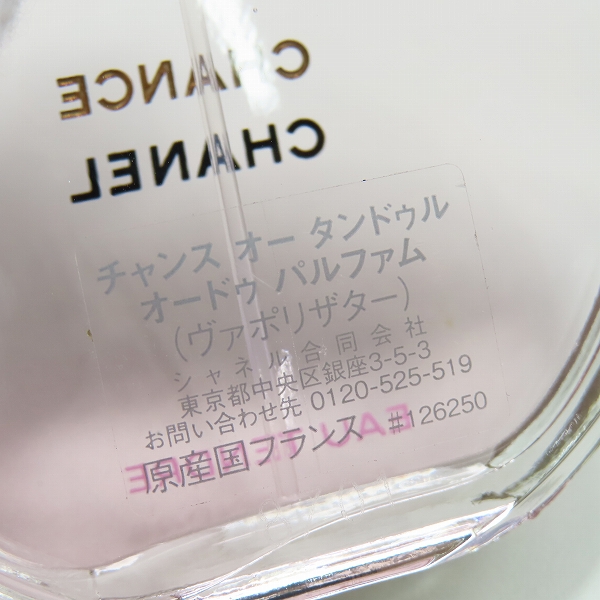 CHANCE
CHANEL
チャンス オー タンドゥル
オードゥ パルファム
(ヴァポリザター)
シャネル合同会社
東京都中央区銀座3-5-3
お問い合わせ先 0120-525-519
原産国フランス #126250
EAU TENDRE